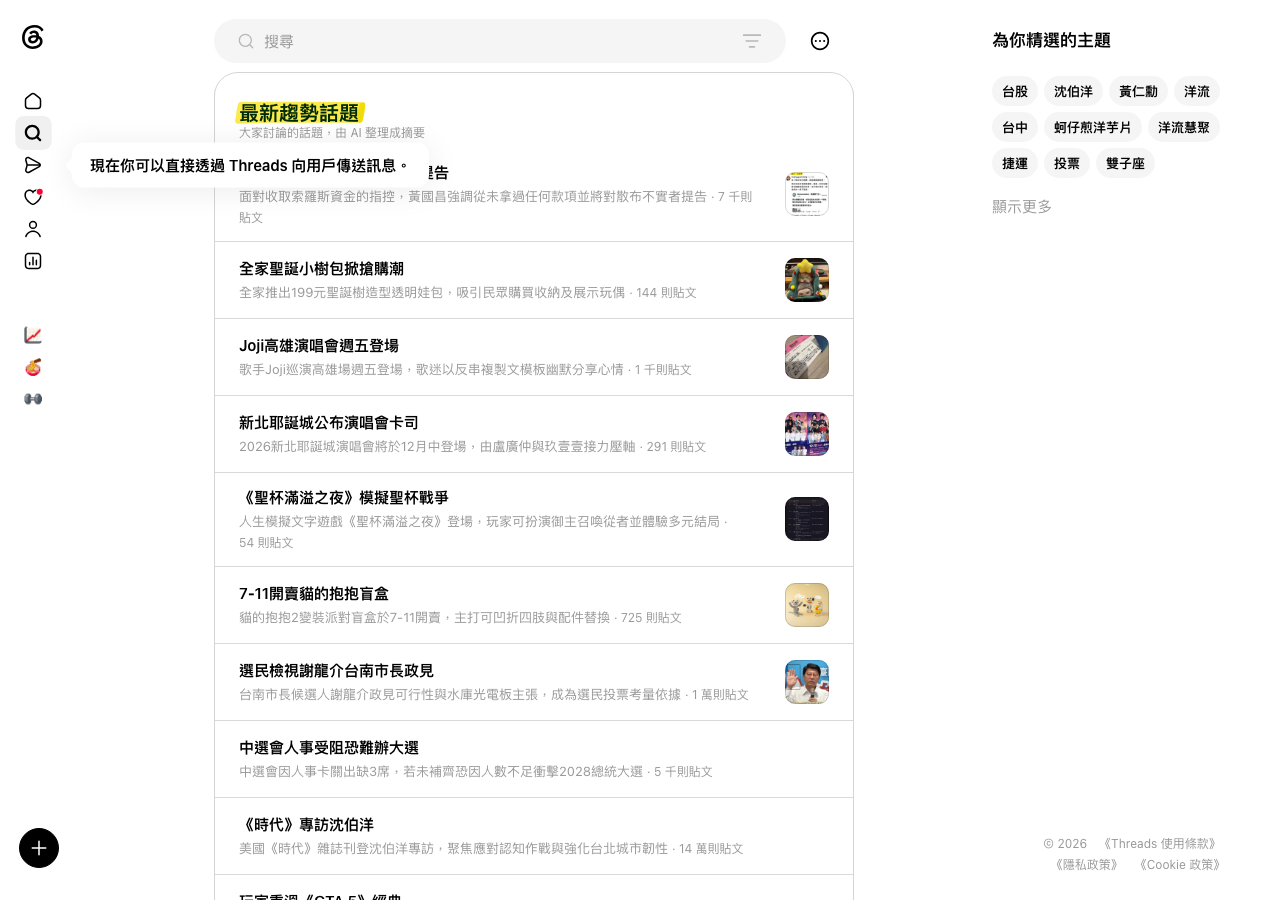 搜尋
最新趨勢話題
大家討論的話題，由 AI 整理成摘要
現在你可以直接透過 Threads 向用戶傳送訊息。
提告
面對收取索羅斯資金的指控，黃國昌強調從未拿過任何款項並將對散布不實者提告 · 7 千則
貼文
全家聖誕小樹包掀搶購潮
全家推出199元聖誕樹造型透明娃包，吸引民眾購買收納及展示玩偶 · 144 則貼文
Joji高雄演唱會週五登場
歌手Joji巡演高雄場週五登場，歌迷以反串複製文模板幽默分享心情 · 1 千則貼文
新北耶誕城公布演唱會卡司
2026新北耶誕城演唱會將於12月中登場，由盧廣仲與玖壹壹接力壓軸 · 291 則貼文
《聖杯滿溢之夜》模擬聖杯戰爭
人生模擬文字遊戲《聖杯滿溢之夜》登場，玩家可扮演御主召喚從者並體驗多元結局 ·
54 則貼文
7-11開賣貓的抱抱盲盒
貓的抱抱2變裝派對盲盒於7-11開賣，主打可凹折四肢與配件替換 · 725 則貼文
選民檢視謝龍介台南市長政見
台南市長候選人謝龍介政見可行性與水庫光電板主張，成為選民投票考量依據 · 1 萬則貼文
中選會人事受阻恐難辦大選
中選會因人事卡關出缺3席，若未補齊恐因人數不足衝擊2028總統大選 · 5 千則貼文
《時代》專訪沈伯洋
美國《時代》雜誌刊登沈伯洋專訪，聚焦應對認知作戰與強化台北城市韌性 · 14 萬則貼文
玩家重溫《GTA 5》經典
為你精選的主題
台股 沈伯洋 黃仁勳 洋流
台中 蚵仔煎洋芋片 洋流慧聚
捷運 投票 雙子座
顯示更多
© 2026 《Threads 使用條款》
《隱私政策》 《Cookie 政策》